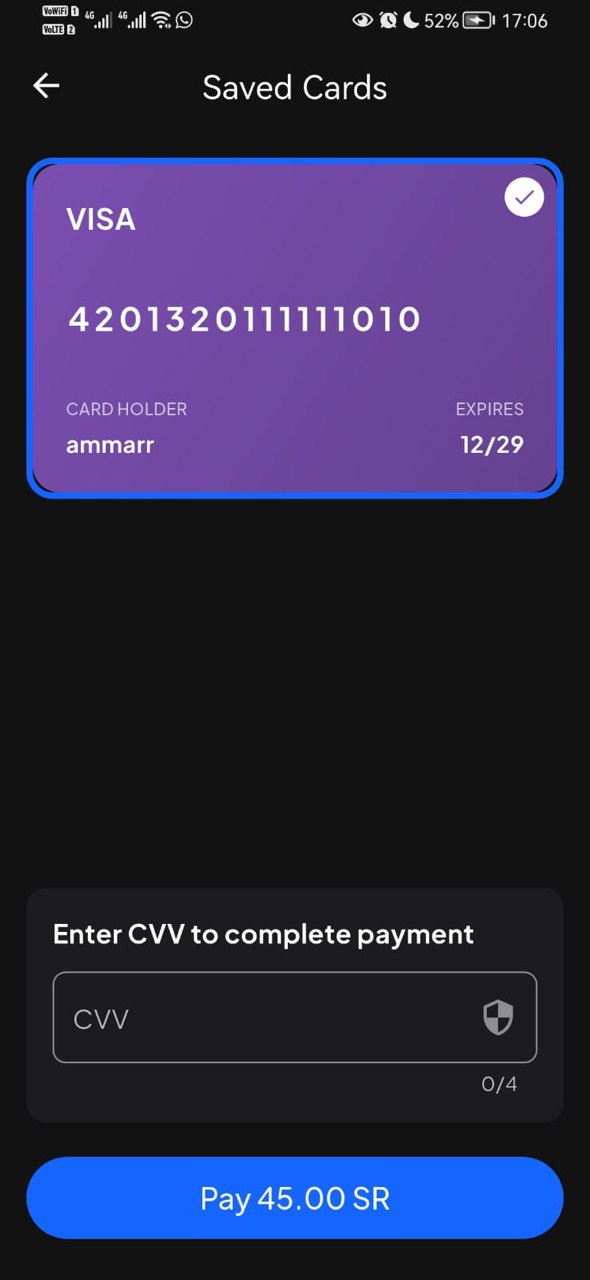 VoWiFi 1 4G 4G 52% 17:06
VoLTE 2
Saved Cards
VISA
4201320111111010
CARD HOLDER EXPIRES
ammarr 12/29
Enter CVV to complete payment
CVV
0/4
Pay 45.00 SR